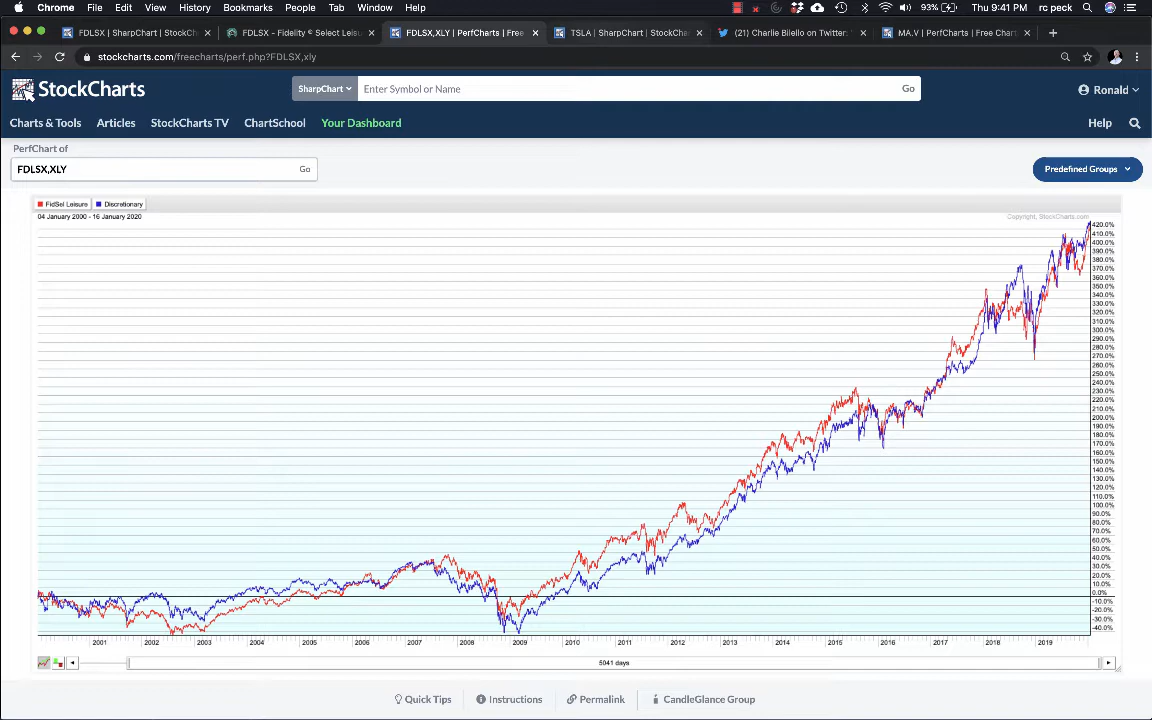 Chrome File Edit View History Bookmarks People Tab Window Help 93% Thu 9:41 PM rc peck
FDLSX | SharpChart | StockCh
FDLSX - Fidelity ® Select Leisu
FDLSX,XLY | PerfCharts | Free
TSLA | SharpChart | StockCha
(21) Charlie Bilello on Twitter:
MA.V | PerfCharts | Free Chart
stockcharts.com/freecharts/perf.php?FDLSX,xly
StockCharts
SharpChart
Enter Symbol or Name
Go
Ronald
Charts & Tools
Articles
StockCharts TV
ChartSchool
Your Dashboard
Help
PerfChart of
FDLSX,XLY
Go
Predefined Groups
FidSel Leisure
Discretionary
04 January 2000 - 16 January 2020
Copyright, StockCharts.com
420.0%
410.0%
400.0%
390.0%
380.0%
370.0%
360.0%
350.0%
340.0%
330.0%
320.0%
310.0%
300.0%
290.0%
280.0%
270.0%
260.0%
250.0%
240.0%
230.0%
220.0%
210.0%
200.0%
190.0%
180.0%
170.0%
160.0%
150.0%
140.0%
130.0%
120.0%
110.0%
100.0%
90.0%
80.0%
70.0%
60.0%
50.0%
40.0%
30.0%
20.0%
10.0%
0.0%
-10.0%
-20.0%
-30.0%
-40.0%
2001 2002 2003 2004 2005 2006 2007 2008 2009 2010 2011 2012 2013 2014 2015 2016 2017 2018 2019
5041 days
Quick Tips
Instructions
Permalink
CandleGlance Group